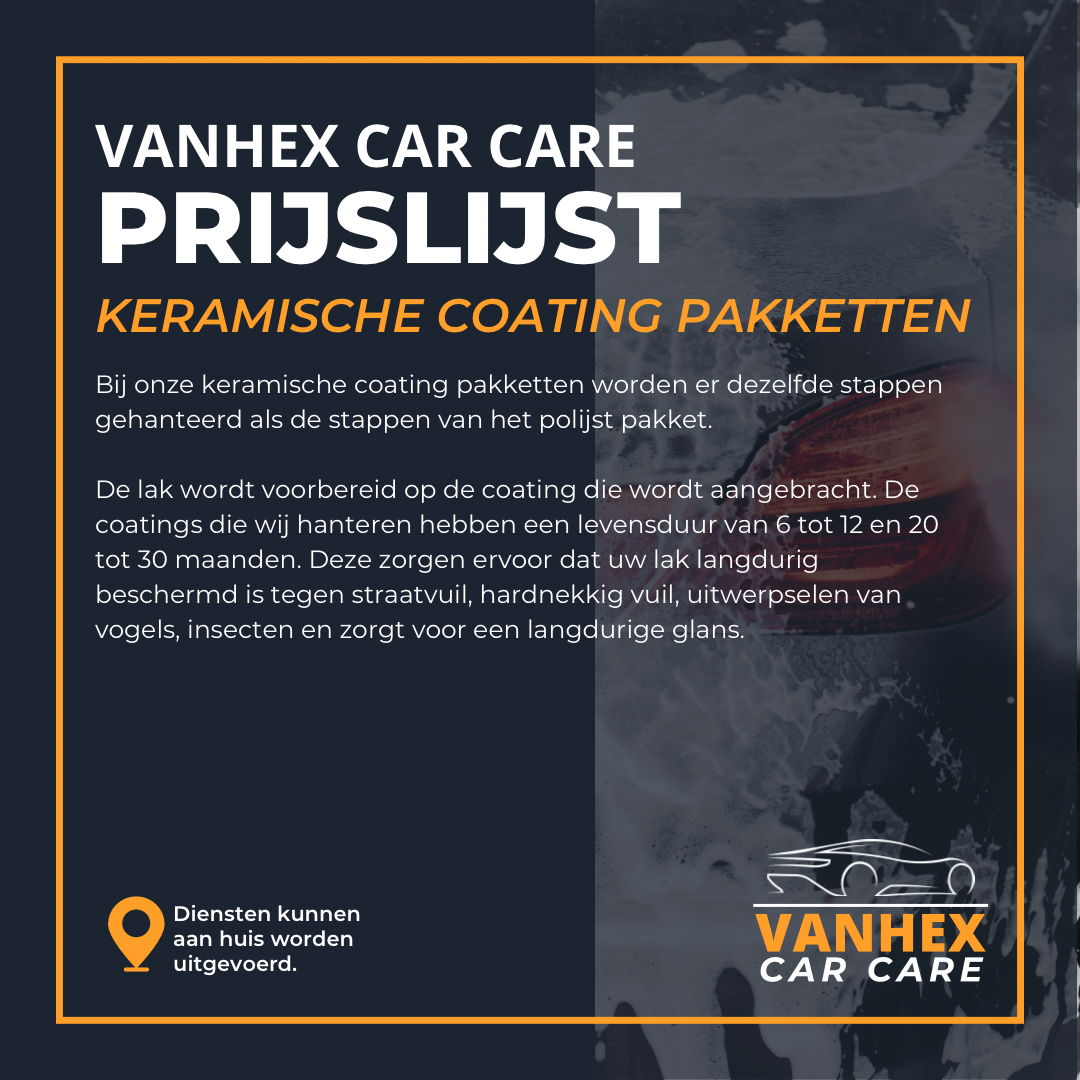 VANHEX CAR CARE
PRIJSLIJST
KERAMISCHE COATING PAKKETTEN
Bij onze keramische coating pakketten worden er dezelfde stappen
gehanteerd als de stappen van het polijst pakket.
De lak wordt voorbereid op de coating die wordt aangebracht. De
coatings die wij hanteren hebben een levensduur van 6 tot 12 en 20
tot 30 maanden. Deze zorgen ervoor dat uw lak langdurig
beschermd is tegen straatvuil, hardnekkig vuil, uitwerpselen van
vogels, insecten en zorgt voor een langdurige glans.
Diensten kunnen
aan huis worden
uitgevoerd.
VANHEX
CAR CARE